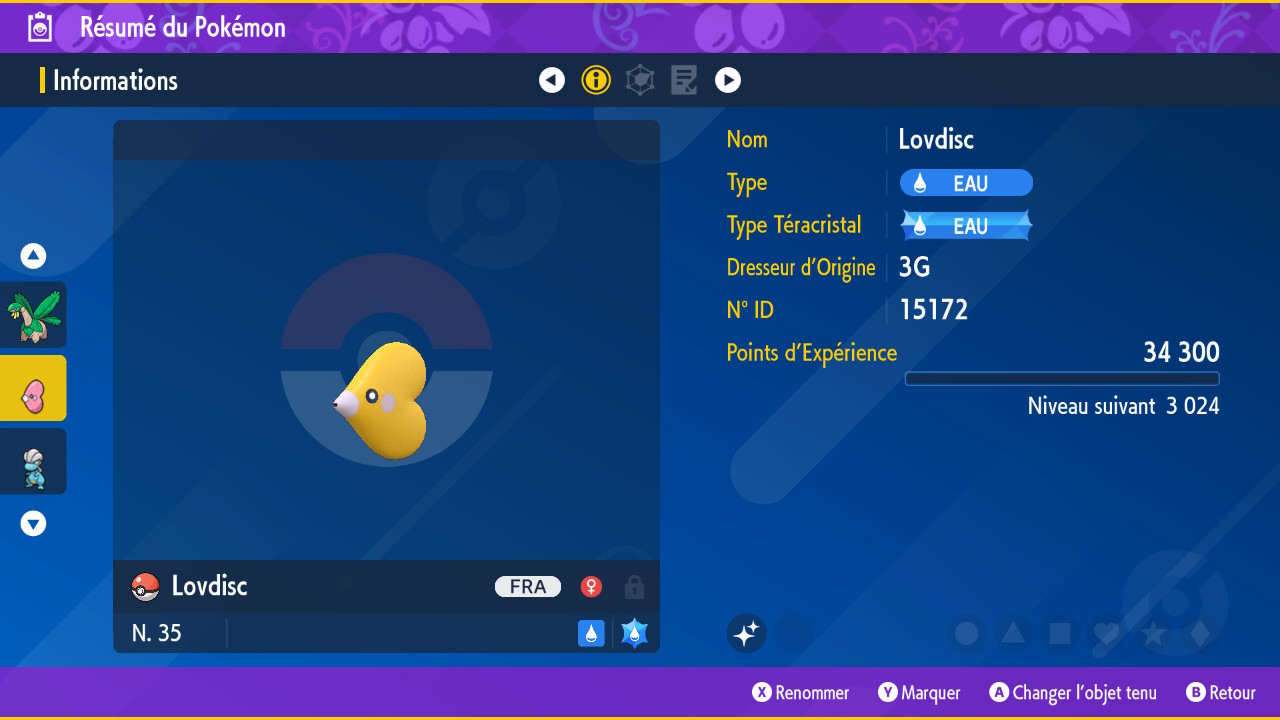 Résumé du Pokémon
Informations
Nom Lovdisc
Type EAU
Type Téracristal EAU
Dresseur d'Origine 3G
N° ID 15172
Points d'Expérience 34 300
Niveau suivant 3 024
Lovdisc FRA
N. 35
X Renommer Y Marquer A Changer l'objet tenu B Retour